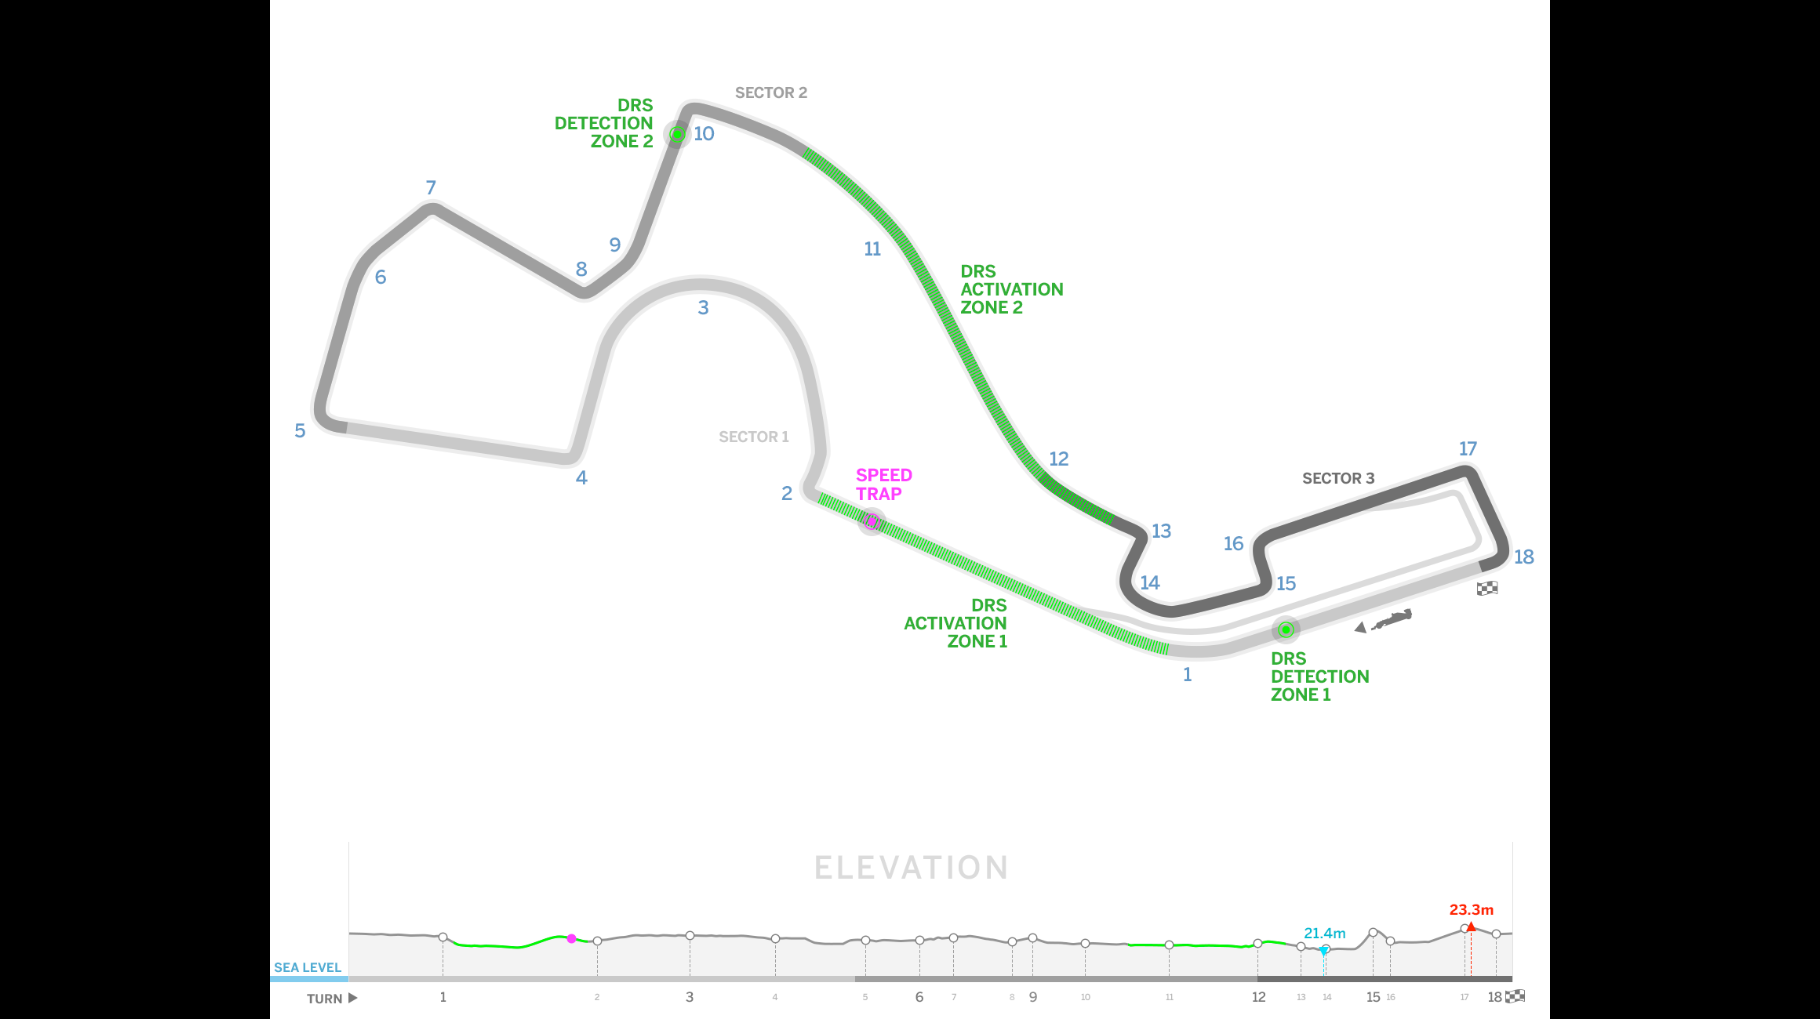 SECTOR 2
DRS
DETECTION
ZONE 2
10
7
9
11
8
6
DRS
ACTIVATION
ZONE 2
3
5
SECTOR 1
4
12
17
SPEED
TRAP
SECTOR 3
2
13
16
18
14
15
DRS
ACTIVATION
ZONE 1
DRS
DETECTION
ZONE 1
1
ELEVATION
23.3m
21.4m
SEA LEVEL
TURN 1 2 3 4 5 6 7 8 9 10 11 12 13 14 15 16 17 18